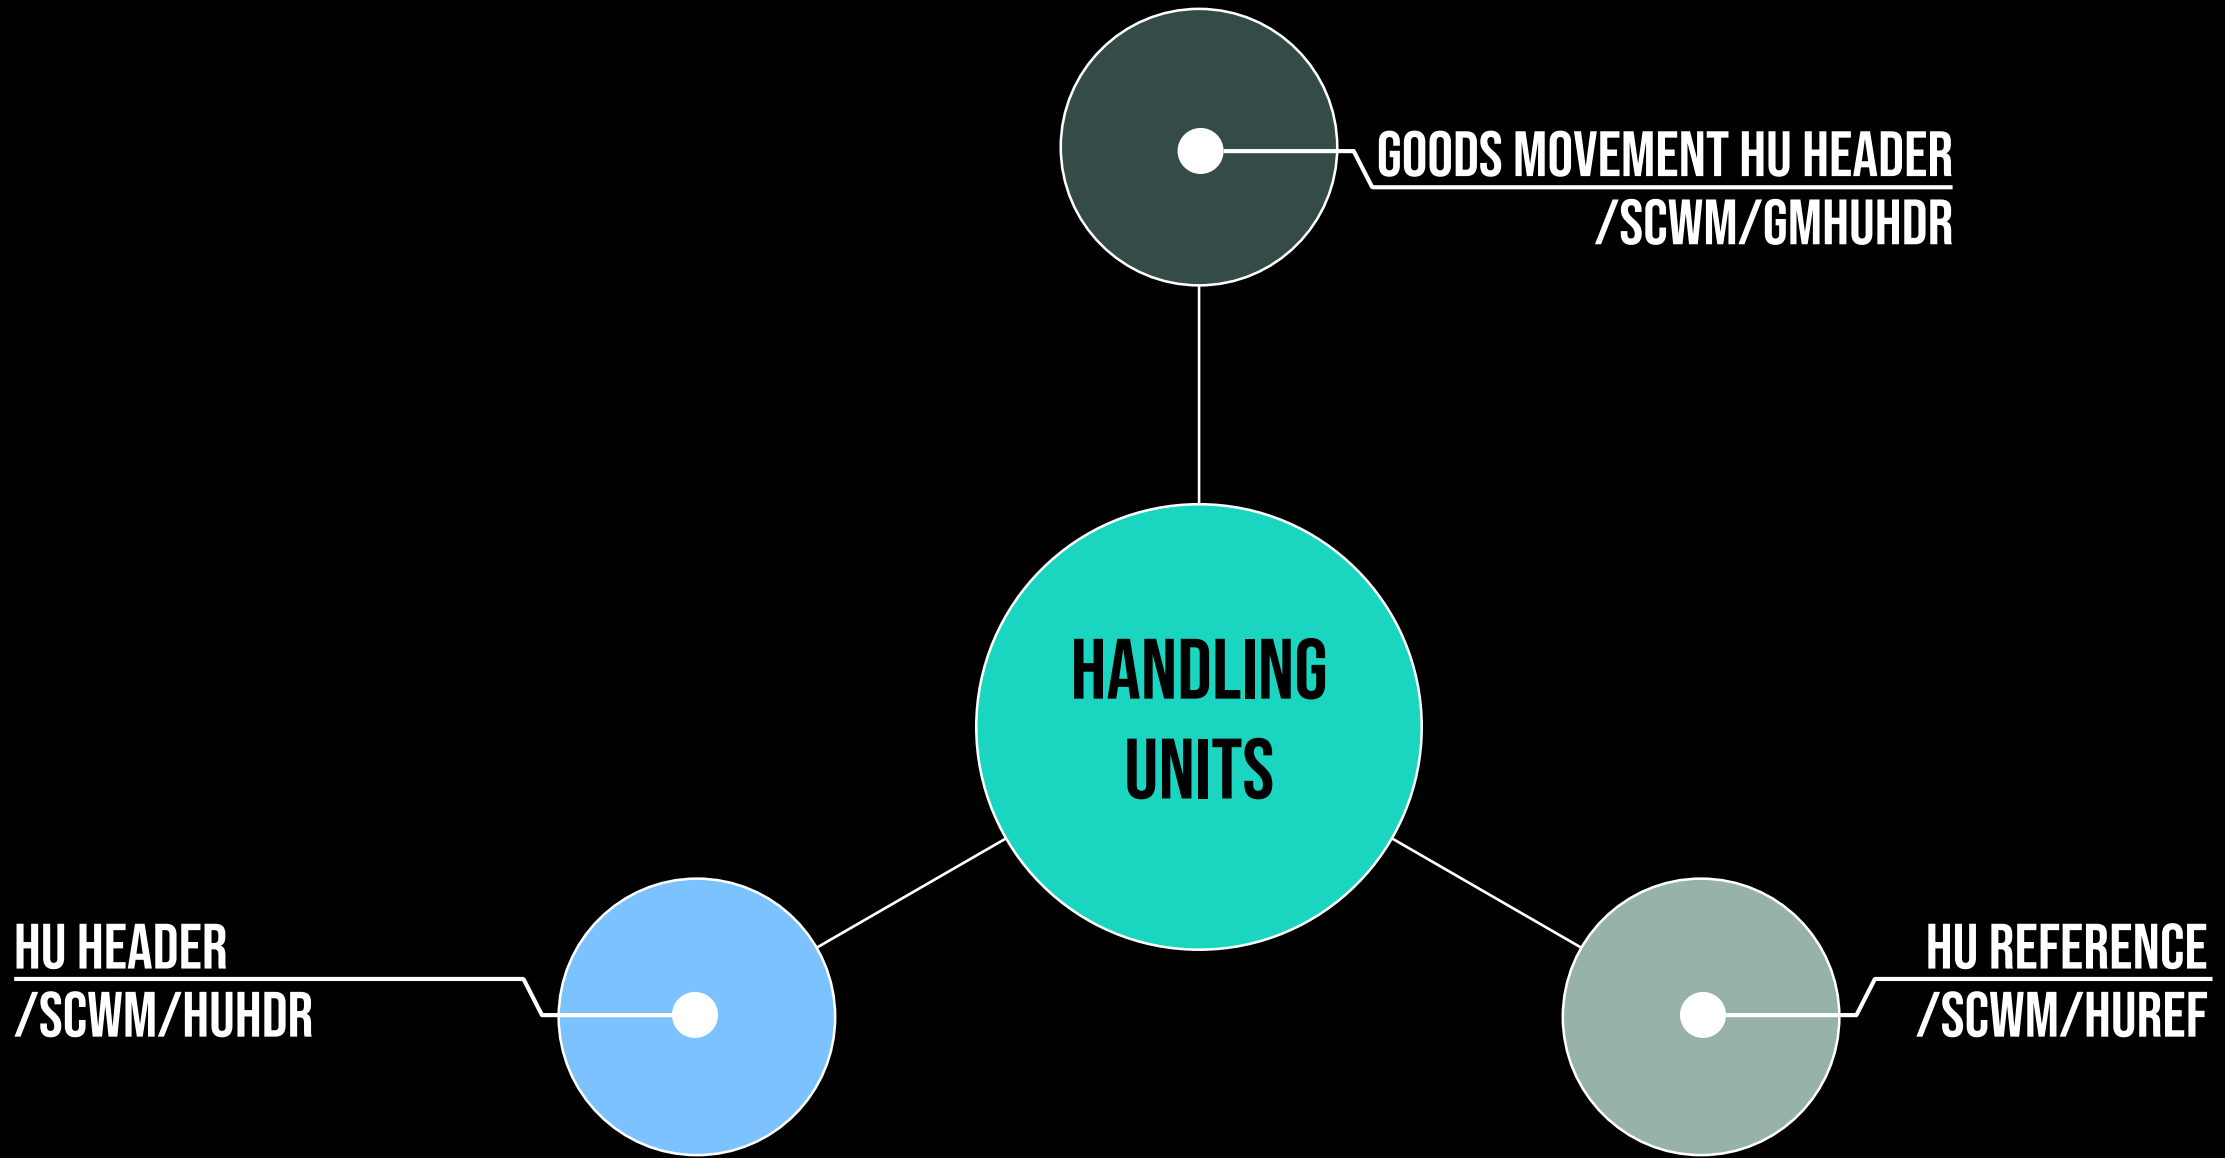 GOODS MOVEMENT HU HEADER
/SCWM/GMHUHDR
HANDLING
UNITS
HU HEADER
/SCWM/HUHDR
HU REFERENCE
/SCWM/HUREF